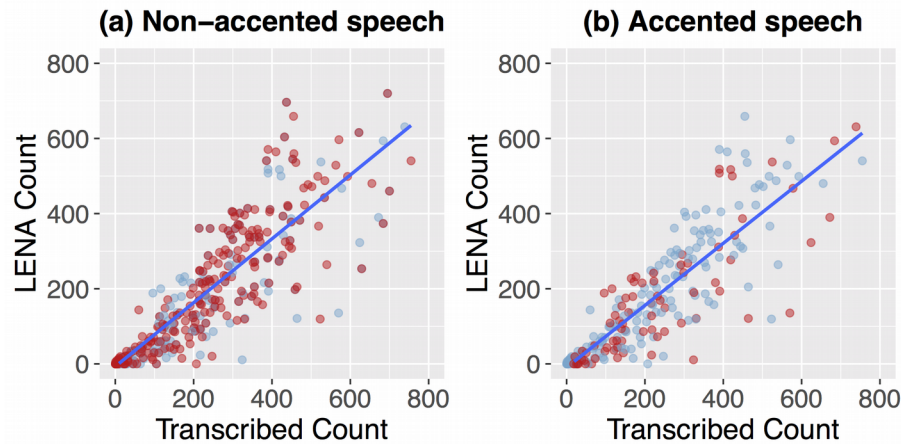 (a) Non−accented speech
800
600
400
200
0
0 200 400 600 800
LENA Count
Transcribed Count
(b) Accented speech
800
600
400
200
0
0 200 400 600 800
LENA Count
Transcribed Count